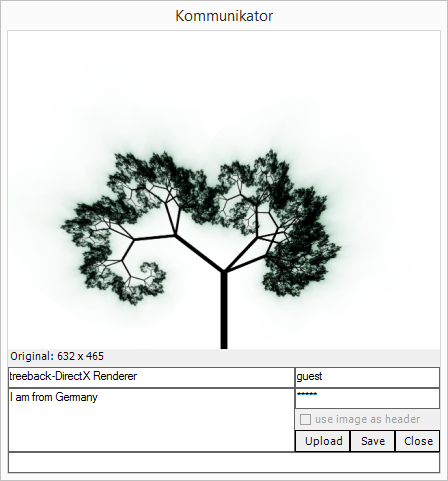 Kommunikator
Original: 632 x 465
treeback-DirectX Renderer
guest
I am from Germany
*****
use image as header
Upload
Save
Close